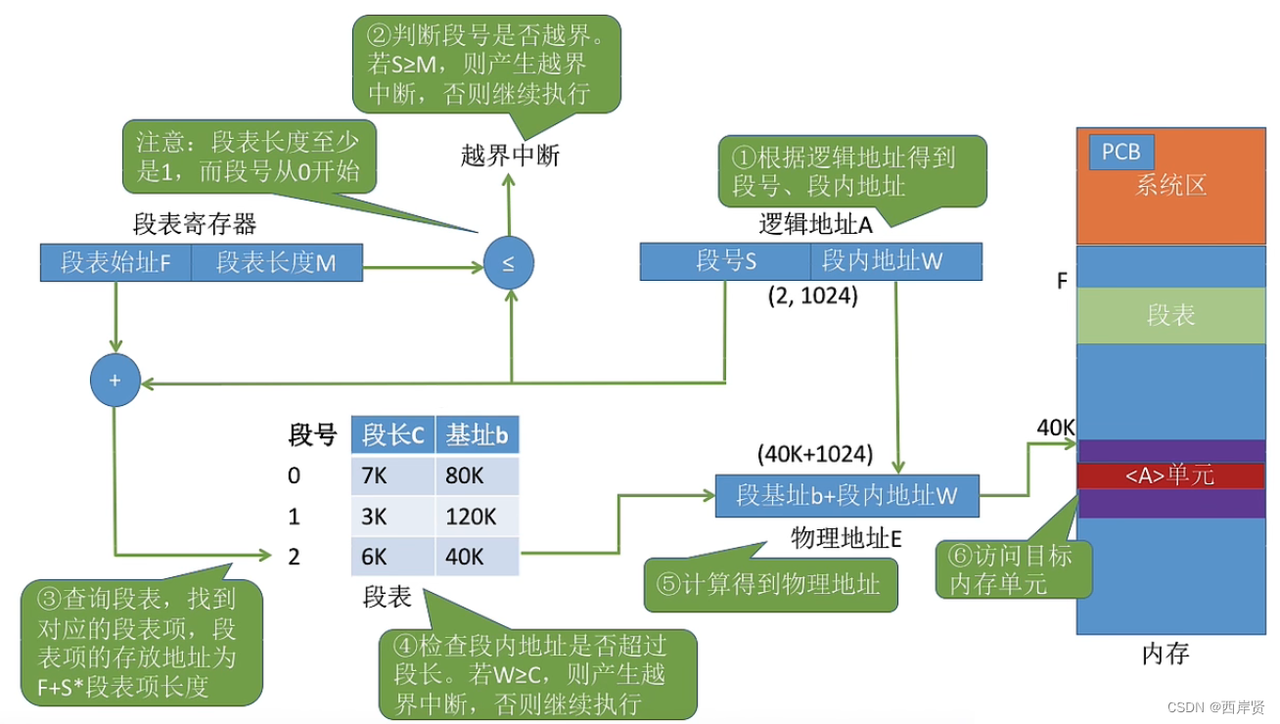 ②判断段号是否越界。
若S≥M，则产生越界
中断，否则继续执行
注意：段表长度至少
是1，而段号从0开始
越界中断
①根据逻辑地址得到
段号、段内地址
PCB
系统区
段表寄存器
逻辑地址A
段表始址F 段表长度M
≤
段号S 段内地址W
(2, 1024)
F
段表
+
段号 段长C 基址b
0 7K 80K
1 3K 120K
2 6K 40K
段表
40K
(40K+1024)
<A>单元
段基址b+段内地址W
物理地址E
⑤计算得到物理地址
⑥访问目标
内存单元
③查询段表，找到
对应的段表项，段
表项的存放地址为
F+S*段表项长度
④检查段内地址是否超过
段长。若W≥C，则产生越
界中断，否则继续执行
内存
CSDN @西岸贤